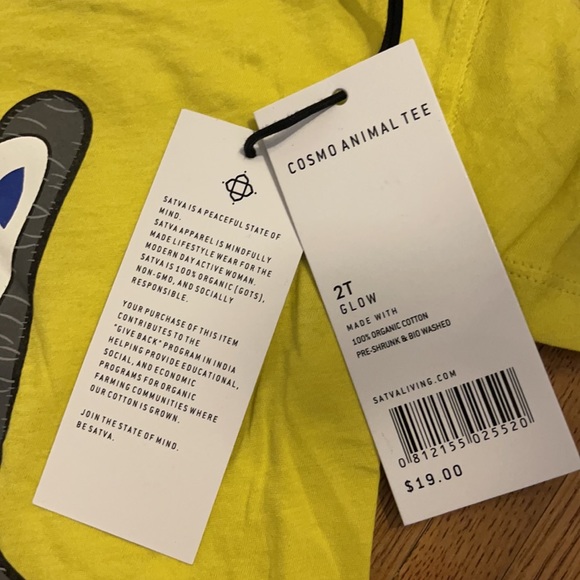 SATVA IS A PEACEFUL STATE OF
MIND.
SATVA APPAREL IS MINDFULLY
MADE LIFESTYLE WEAR FOR THE
MODERN DAY ACTIVE WOMAN.
SATVA IS 100% ORGANIC (GOTS),
NON-GMO, AND SOCIALLY
RESPONSIBLE.
YOUR PURCHASE OF THIS ITEM
CONTRIBUTES TO THE
"GIVE BACK" PROGRAM IN INDIA
HELPING PROVIDE EDUCATIONAL,
SOCIAL, AND ECONOMIC
PROGRAMS FOR ORGANIC
FARMING COMMUNITIES WHERE
OUR COTTON IS GROWN.
JOIN THE STATE OF MIND.
BE SATVA.
COSMO ANIMAL TEE
2T
GLOW
MADE WITH
100% ORGANIC COTTON
PRE-SHRUNK & BIO WASHED
SATVALIVING.COM
0 812155 025520
$19.00